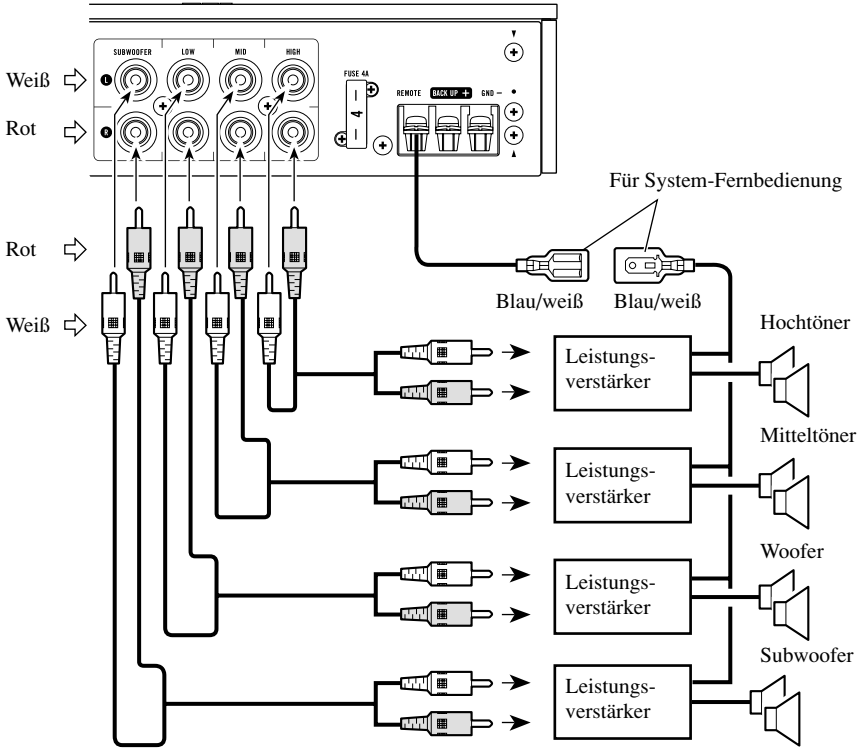 SUBWOOFER LOW MID HIGH
Weiß
L
FUSE 4A
4
REMOTE BACK UP + GND –
Rot
R
Für System-Fernbedienung
Rot
Weiß
Blau/weiß Blau/weiß
Hochtöner
Leistungs-
verstärker
Mitteltöner
Leistungs-
verstärker
Woofer
Leistungs-
verstärker
Subwoofer
Leistungs-
verstärker